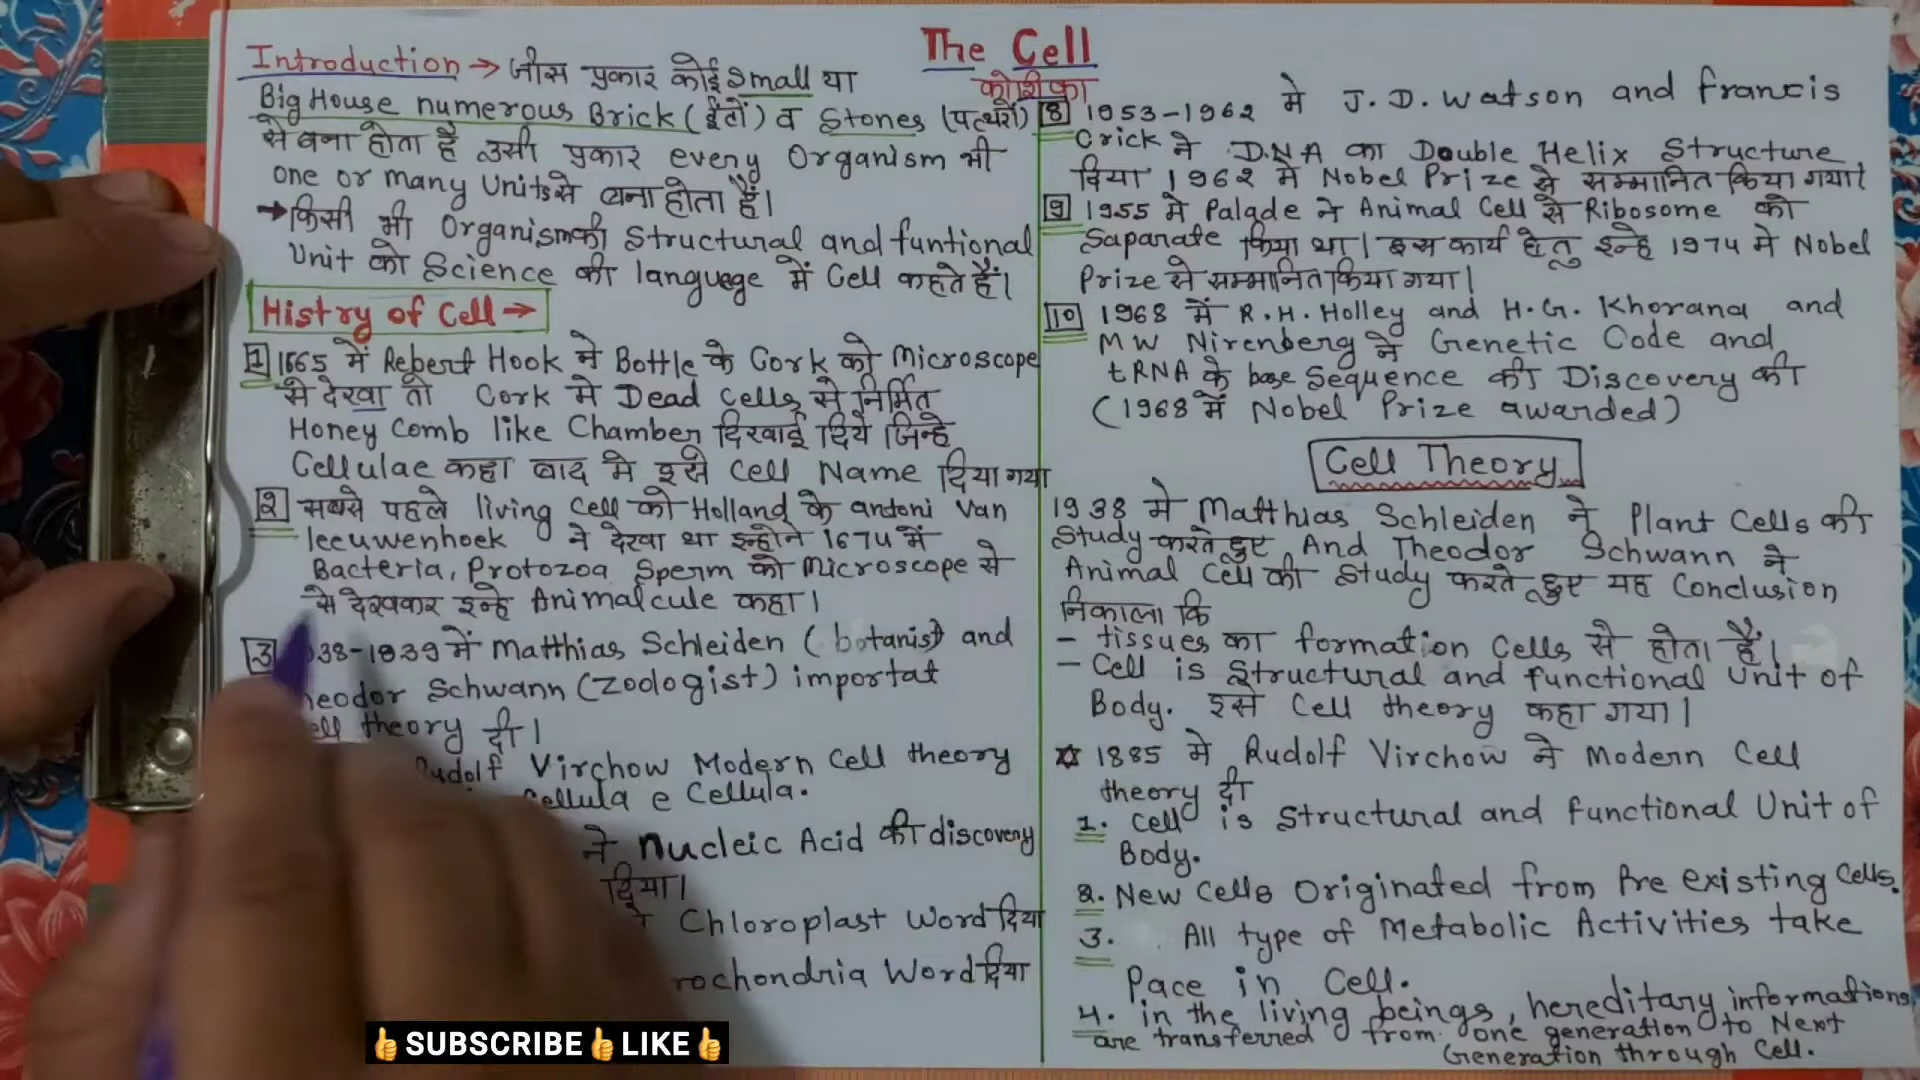 The Cell
कोशिका
Introduction → जीस प्रकार कोई small या
Big House numerous Brick (ईंटों) व Stones (पत्थरों)
से बना होता है उसी प्रकार every Organism भी
one or many Units से बना होता है।
→ किसी भी Organism की Structural and funtional
Unit को Science की languege में Cell कहते हैं।
Histry of Cell →
1 1665 में Rebert Hook ने Bottle के Cork को Microscope
से देखा तो Cork मे Dead Cells से निर्मित
Honey Comb like Chamber दिखाई दिये जिन्हे
Cellulae कहा बाद मे इसे Cell Name दिया गया
2 सबसे पहले living Cell को Holland के antoni Van
leeuwenhoek ने देखा था इन्होने 1674 में
Bacteria, Protozoa Sperm को Microscope से
से देखकर इन्हे Animalcule कहा।
3 838-1839 में Matthias Schleiden (botanist) and
heodor Schwann (Zoologist) importat
ell theory दी।
Rudolf Virchow Modern Cell theory
Cellula e Cellula.
ने nucleic Acid की discovery
दिया।
Chloroplast Word दिया
ochondria Word दिया
8 1953-1962 मे J.D. Watson and francis
Crick ने D.N.A का Double Helix Structure
दिया 1962 में Nobel Prize से सम्मानित किया गया।
9 1955 मे Palade ने Animal Cell से Ribosome को
Saparate किया था। इस कार्य हेतु इन्हे 1974 मे Nobel
Prize से सम्मानित किया गया।
10 1968 में R.H. Holley and H.G. Khorana and
MW Nirenberg ने Genetic Code and
tRNA के base Sequence की Discovery की
(1968 में Nobel Prize awarded)
Cell Theory
1938 मे Matthias Schleiden ने Plant Cells की
Study करते हुए And Theodor Schwann ने
Animal Cell की Study करते हुए यह Conclusion
निकाला कि
- tissues का formation Cells से होता है।
- Cell is Structural and functional Unit of
Body. इसे Cell theory कहा गया।
☆ 1885 मे Rudolf Virchow ने Modern Cell
theory दी
1. Cell is Structural and functional Unit of
Body.
2. New Cells Originated from Pre existing Cells.
3. All type of Metabolic Activities take
Pace in Cell.
4. in the living beings, hereditary informations
are transferred from one generation to Next
Generation through Cell.
👍SUBSCRIBE👍LIKE👍